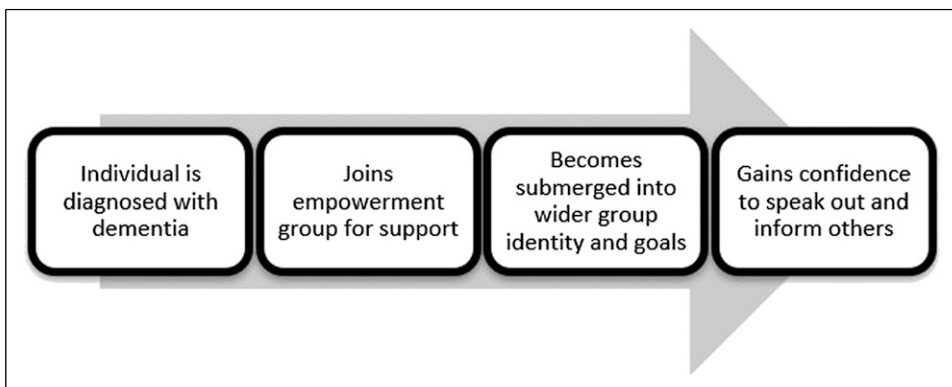 Individual is
diagnosed with
dementia
Joins
empowerment
group for support
Becomes
submerged into
wider group
identity and goals
Gains confidence
to speak out and
inform others